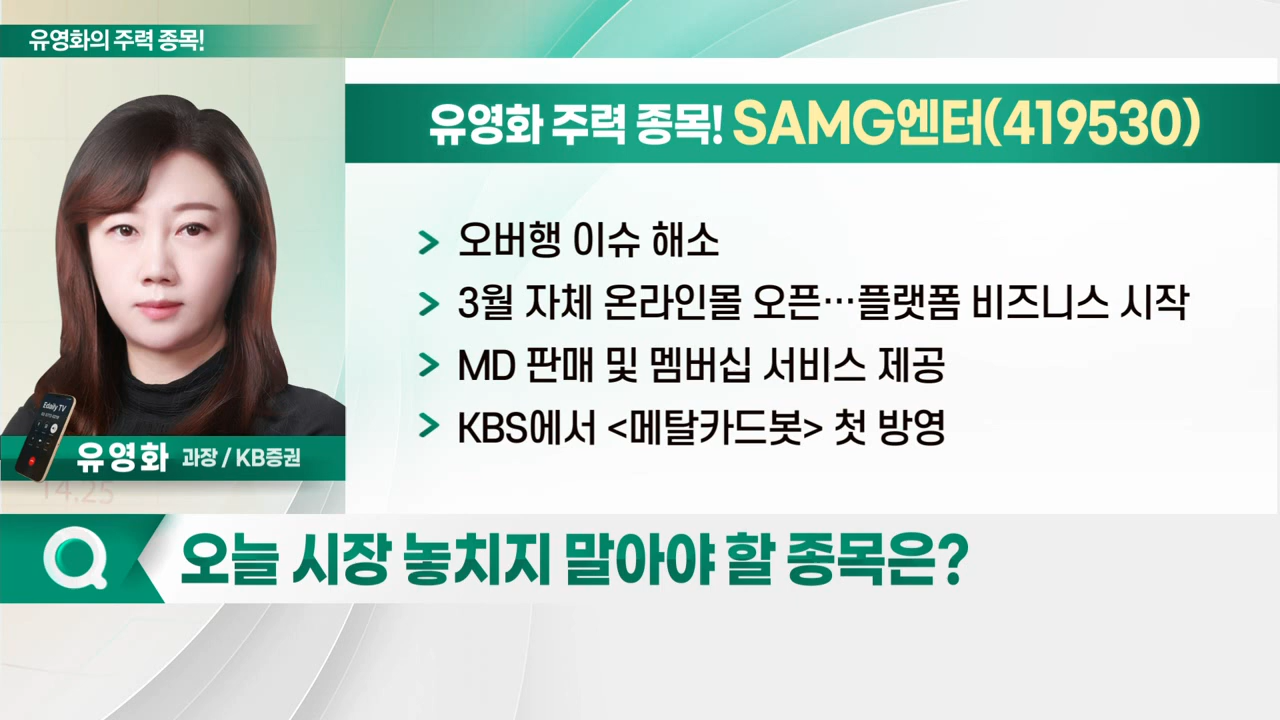 유영화의 주력 종목!
유영화 주력 종목! SAMG엔터(419530)
> 오버행 이슈 해소
> 3월 자체 온라인몰 오픈…플랫폼 비즈니스 시작
> MD 판매 및 멤버십 서비스 제공
> KBS에서 <메탈카드봇> 첫 방영
Edaily TV
유영화 과장 / KB증권
14.25
Q 오늘 시장 놓치지 말아야 할 종목은?